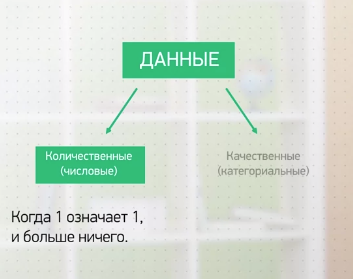 ДАННЫЕ
Количественные
(числовые)
Качественные
(категориальные)
Когда 1 означает 1,
и больше ничего.